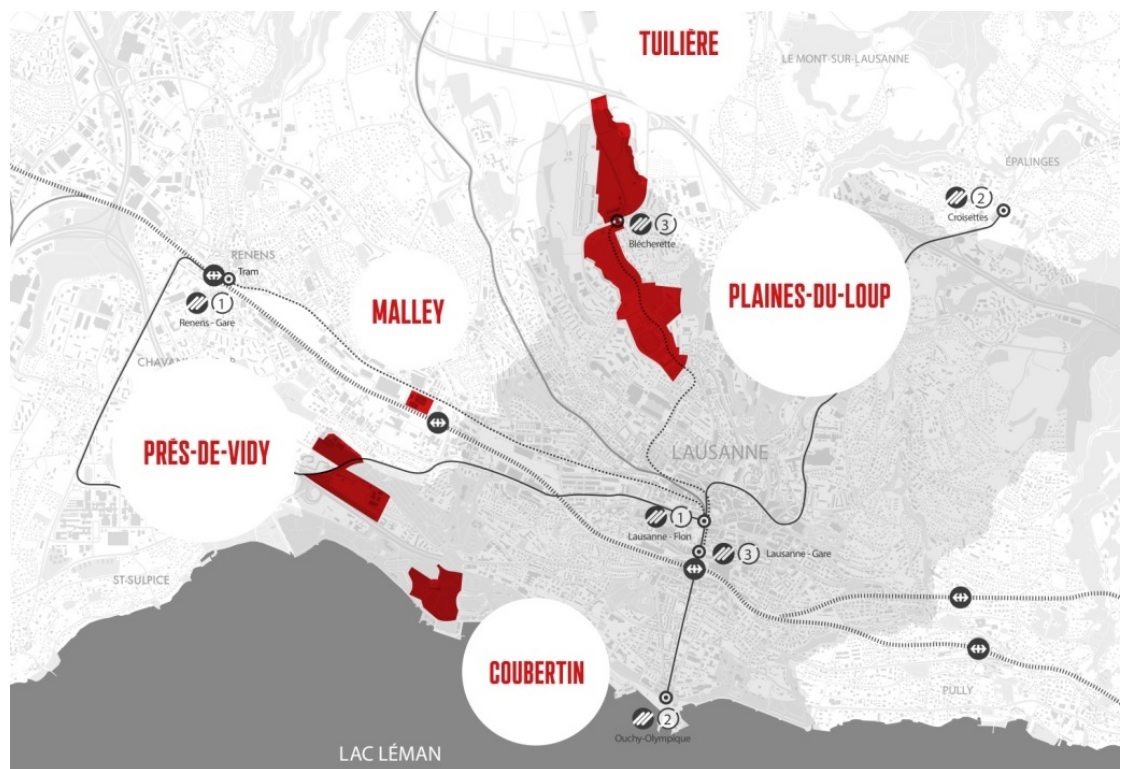 TUILIÈRE
LE MONT-SUR-LAUSANNE
ÉPALINGES
2
Croisettes
3
Blécherette
RENENS
Tram
1
Renens - Gare
MALLEY
PLAINES-DU-LOUP
CHAVAN
PRÉS-DE-VIDY
LAUSANNE
1
Lausanne - Flon
3
Lausanne - Gare
ST-SULPICE
COUBERTIN
PULLY
2
Ouchy-Olympique
LAC LÉMAN